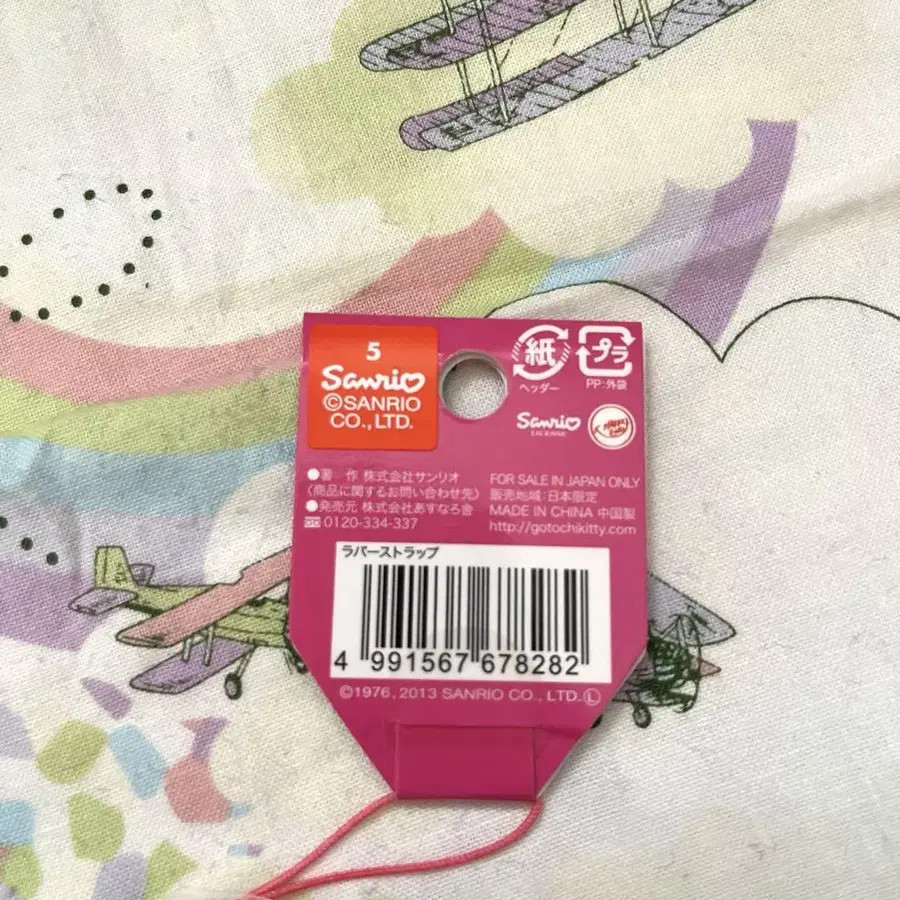 5
Sanrio
©SANRIO
CO., LTD.
紙
ヘッダー
プラ
PP:外袋
Sanrio
●著 作 株式会社サンリオ
〈商品に関するお問い合わせ先〉
●発売元 株式会社あすなろ舎
0120-334-337
FOR SALE IN JAPAN ONLY
販売地域:日本限定
MADE IN CHINA 中国製
http://gotochikitty.com
ラバーストラップ
4 991567 678282
©1976, 2013 SANRIO CO., LTD. Ⓛ